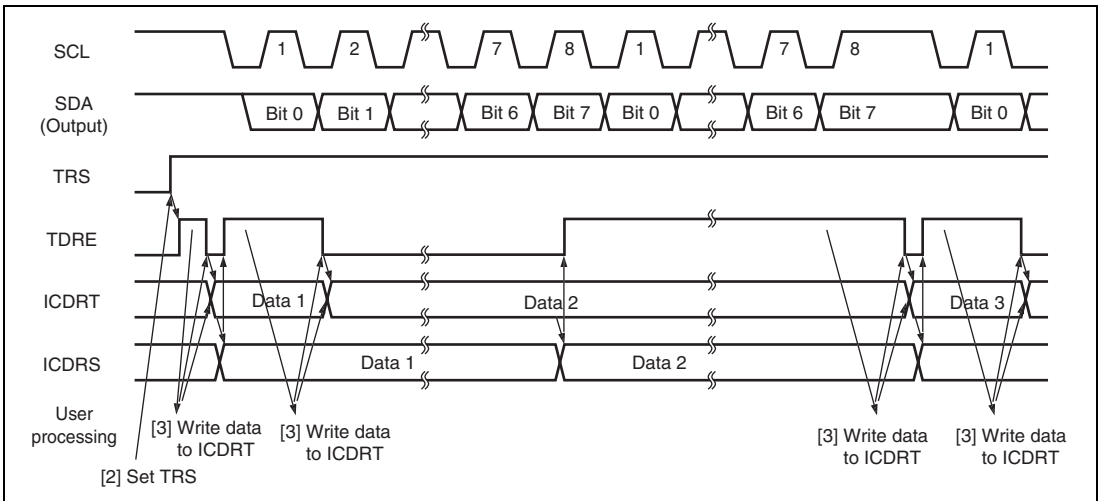 SCL 1 2 7 8 1 7 8 1
SDA
(Output)
Bit 0 Bit 1 Bit 6 Bit 7 Bit 0 Bit 6 Bit 7 Bit 0
TRS
TDRE
ICDRT Data 1 Data 2 Data 3
ICDRS Data 1 Data 2
User
processing
[3] Write data
to ICDRT
[3] Write data
to ICDRT
[3] Write data
to ICDRT
[3] Write data
to ICDRT
[2] Set TRS